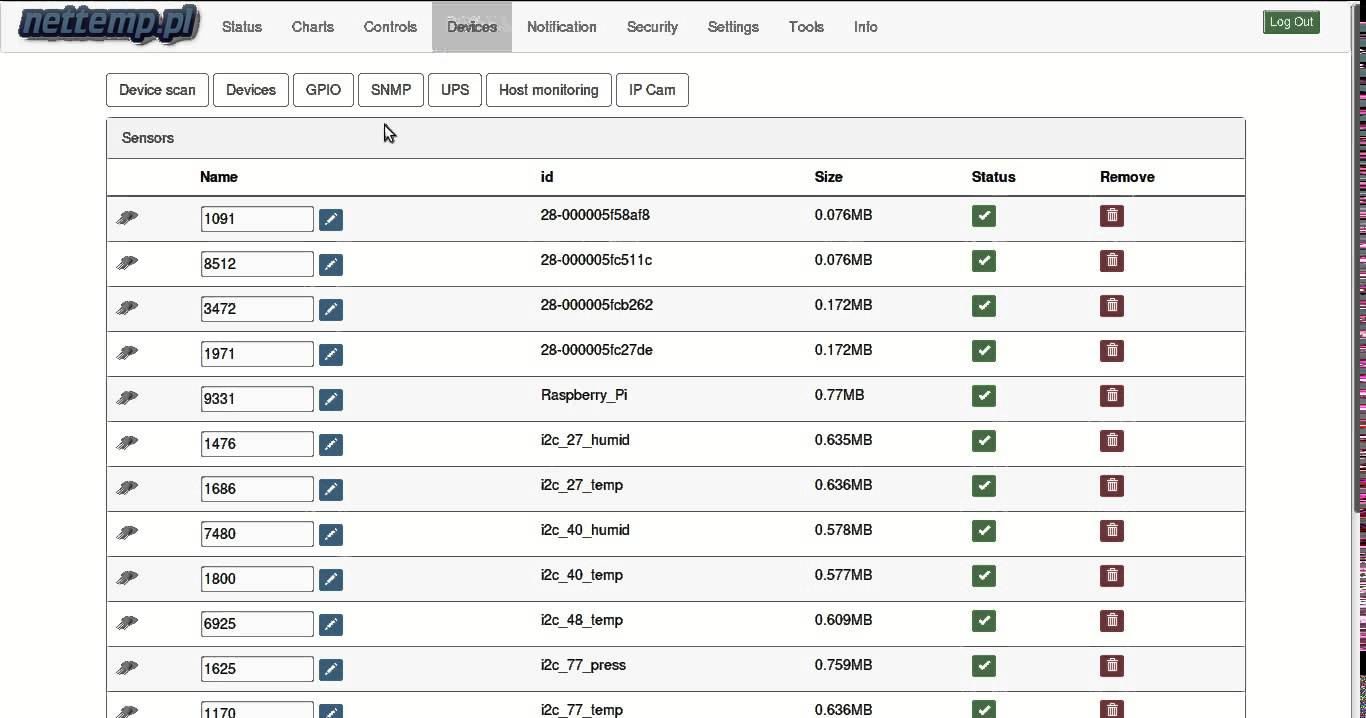 nettemp.pl Status Charts Controls Devices Notification Security Settings Tools Info Log Out
Device scan Devices GPIO SNMP UPS Host monitoring IP Cam
Sensors
Name id Size Status Remove
1091 28-000005f58af8 0.076MB
8512 28-000005fc511c 0.076MB
3472 28-000005fcb262 0.172MB
1971 28-000005fc27de 0.172MB
9331 Raspberry_Pi 0.77MB
1476 i2c_27_humid 0.635MB
1686 i2c_27_temp 0.636MB
7480 i2c_40_humid 0.578MB
1800 i2c_40_temp 0.577MB
6925 i2c_48_temp 0.609MB
1625 i2c_77_press 0.759MB
1170 i2c_77_temp 0.636MB